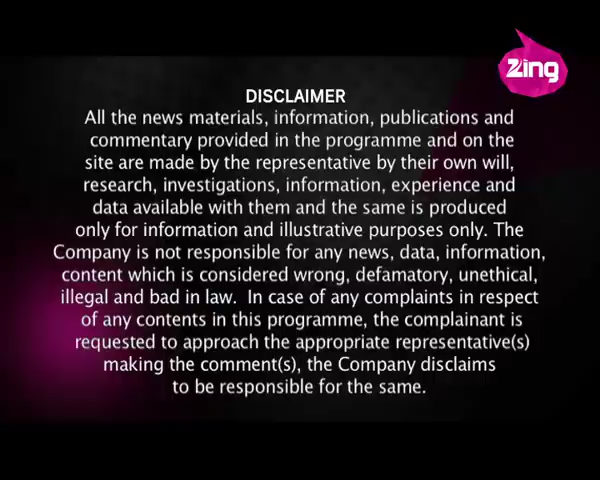 Zing
DISCLAIMER
All the news materials, information, publications and
commentary provided in the programme and on the
site are made by the representative by their own will,
research, investigations, information, experience and
data available with them and the same is produced
only for information and illustrative purposes only. The
Company is not responsible for any news, data, information,
content which is considered wrong, defamatory, unethical,
illegal and bad in law.  In case of any complaints in respect
of any contents in this programme, the complainant is
requested to approach the appropriate representative(s)
making the comment(s), the Company disclaims
to be responsible for the same.